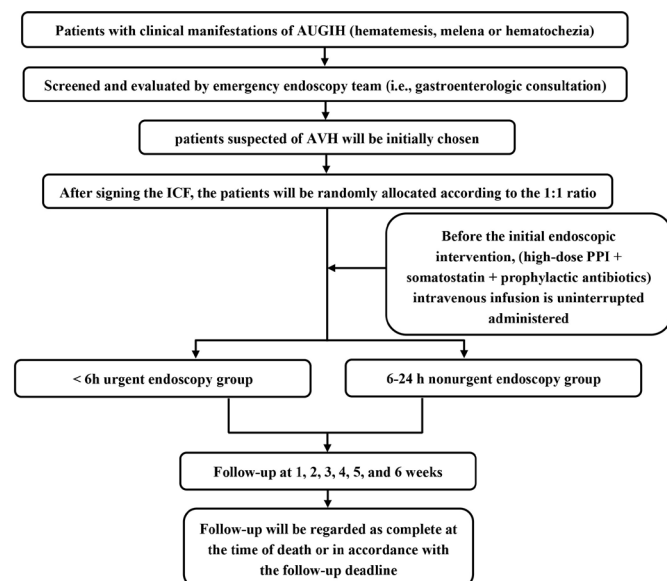 Patients with clinical manifestations of AUGIH (hematemesis, melena or hematochezia)
Screened and evaluated by emergency endoscopy team (i.e., gastroenterologic consultation)
patients suspected of AVH will be initially chosen
After signing the ICF, the patients will be randomly allocated according to the 1:1 ratio
Before the initial endoscopic
intervention, (high-dose PPI +
somatostatin + prophylactic antibiotics)
intravenous infusion is uninterrupted
administered
< 6h urgent endoscopy group
6-24 h nonurgent endoscopy group
Follow-up at 1, 2, 3, 4, 5, and 6 weeks
Follow-up will be regarded as complete at
the time of death or in accordance with
the follow-up deadline